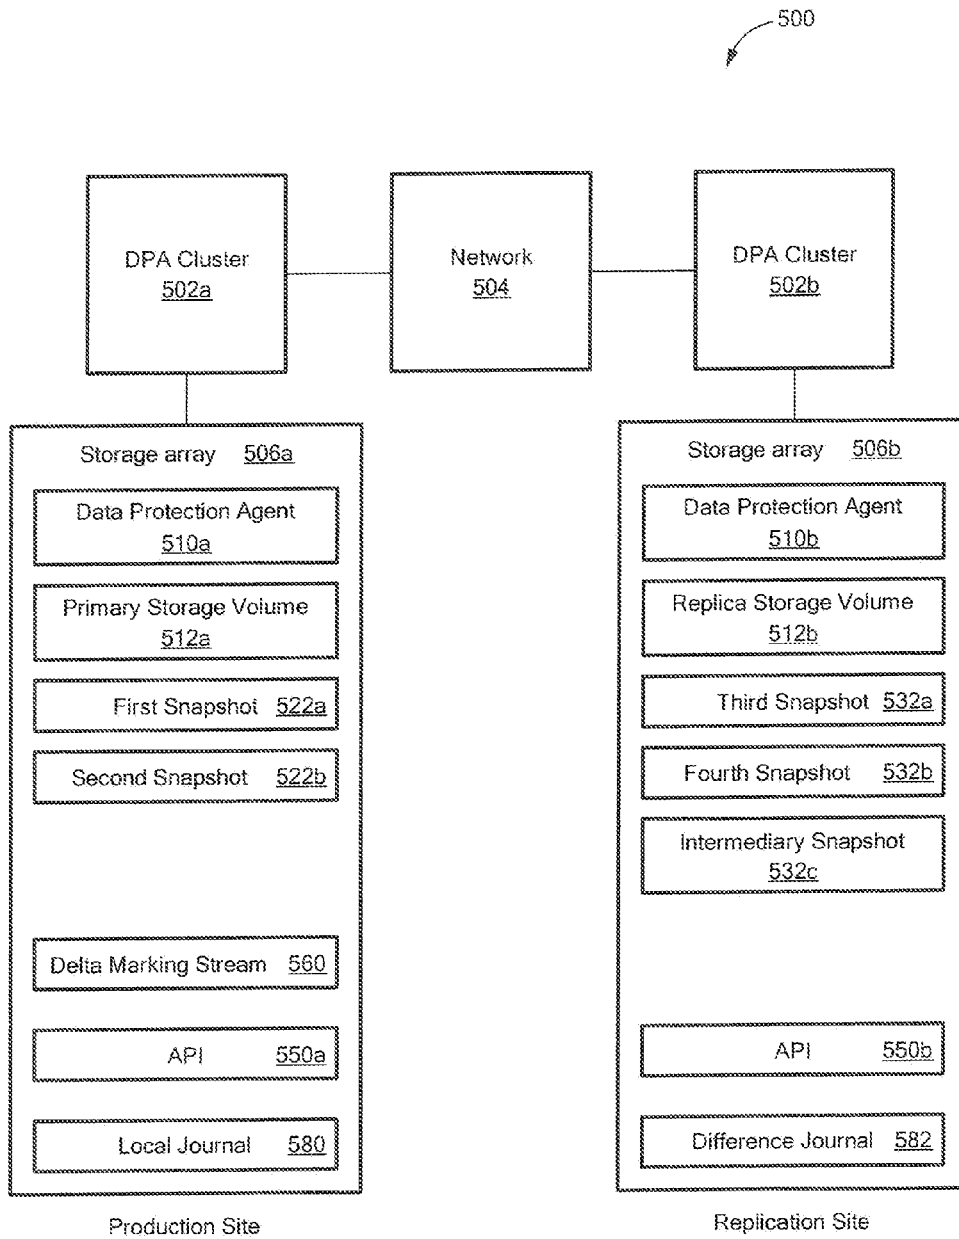 500
DPA Cluster
502a
Network
504
DPA Cluster
502b
Storage array 506a
Data Protection Agent
510a
Primary Storage Volume
512a
First Snapshot 522a
Second Snapshot 522b
Delta Marking Stream 560
API 550a
Local Journal 580
Production Site
Storage array 506b
Data Protection Agent
510b
Replica Storage Volume
512b
Third Snapshot 532a
Fourth Snapshot 532b
Intermediary Snapshot
532c
API 550b
Difference Journal 582
Replication Site